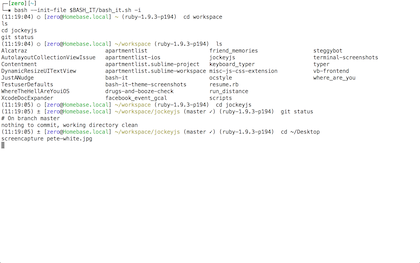 ┌─[zero][~]
└─▪ bash --init-file $BASH_IT/bash_it.sh -i
(11:19:04) ○ [zero@Homebase.local] ~ (ruby-1.9.3-p194)  cd workspace
ls
cd jockeyjs
git status
(11:19:04) ○ [zero@Homebase.local] ~/workspace (ruby-1.9.3-p194)  ls
Alcatraz apartmentlist friend_memories steggybot
AutolayoutCollectionViewIssue apartmentlist-ios jockeyjs terminal-screenshots
Contentment apartmentlist.sublime-project keyboard_typer typer
DynamicResizeUITextView apartmentlist.sublime-workspace misc-js-css-extension vb-frontend
JustANudge bash-it ocstyle where_are_you
TestuserDefaults bash-it-theme-screenshots resume.rb
WhereTheHellAreYouiOS drugs-and-booze-check run_distance
XcodeDocExpander facebook_event_gcal scripts
(11:19:05) ○ [zero@Homebase.local] ~/workspace (ruby-1.9.3-p194)  cd jockeyjs
(11:19:05) ± [zero@Homebase.local] ~/workspace/jockeyjs (master ✓) (ruby-1.9.3-p194)  git status
# On branch master
nothing to commit, working directory clean
(11:19:05) ± [zero@Homebase.local] ~/workspace/jockeyjs (master ✓) (ruby-1.9.3-p194)  cd ~/Desktop
screencapture pete-white.jpg